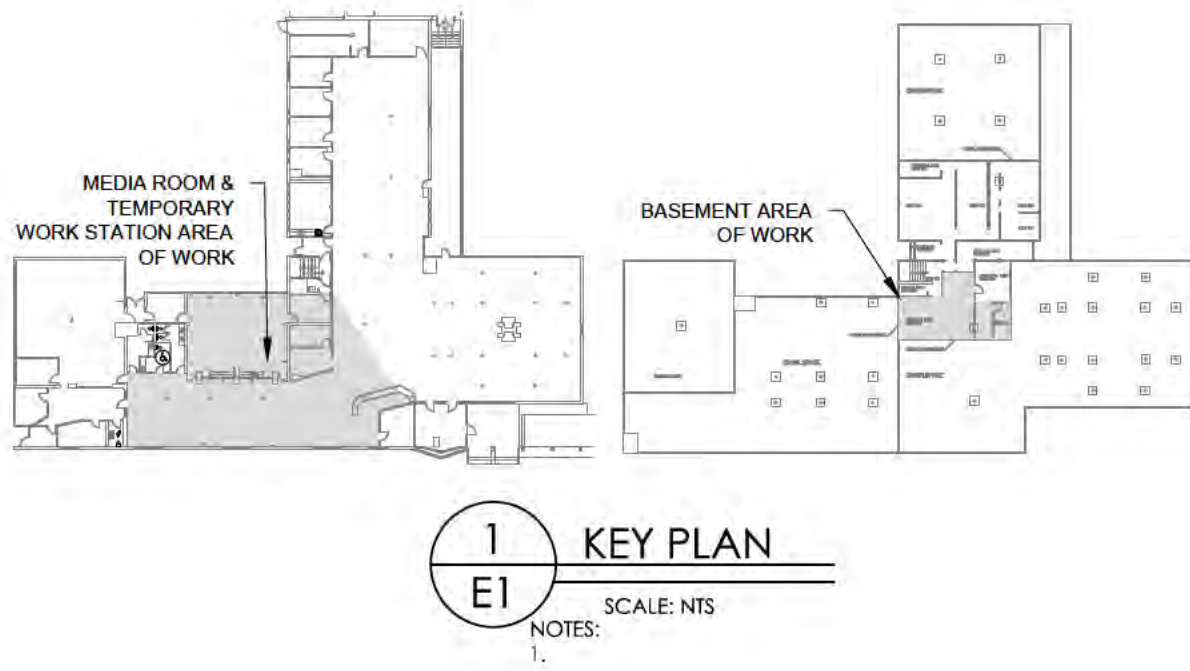 MEDIA ROOM &
TEMPORARY
WORK STATION AREA
OF WORK
BASEMENT AREA
OF WORK
1
E1
KEY PLAN
SCALE: NTS
NOTES:
1.